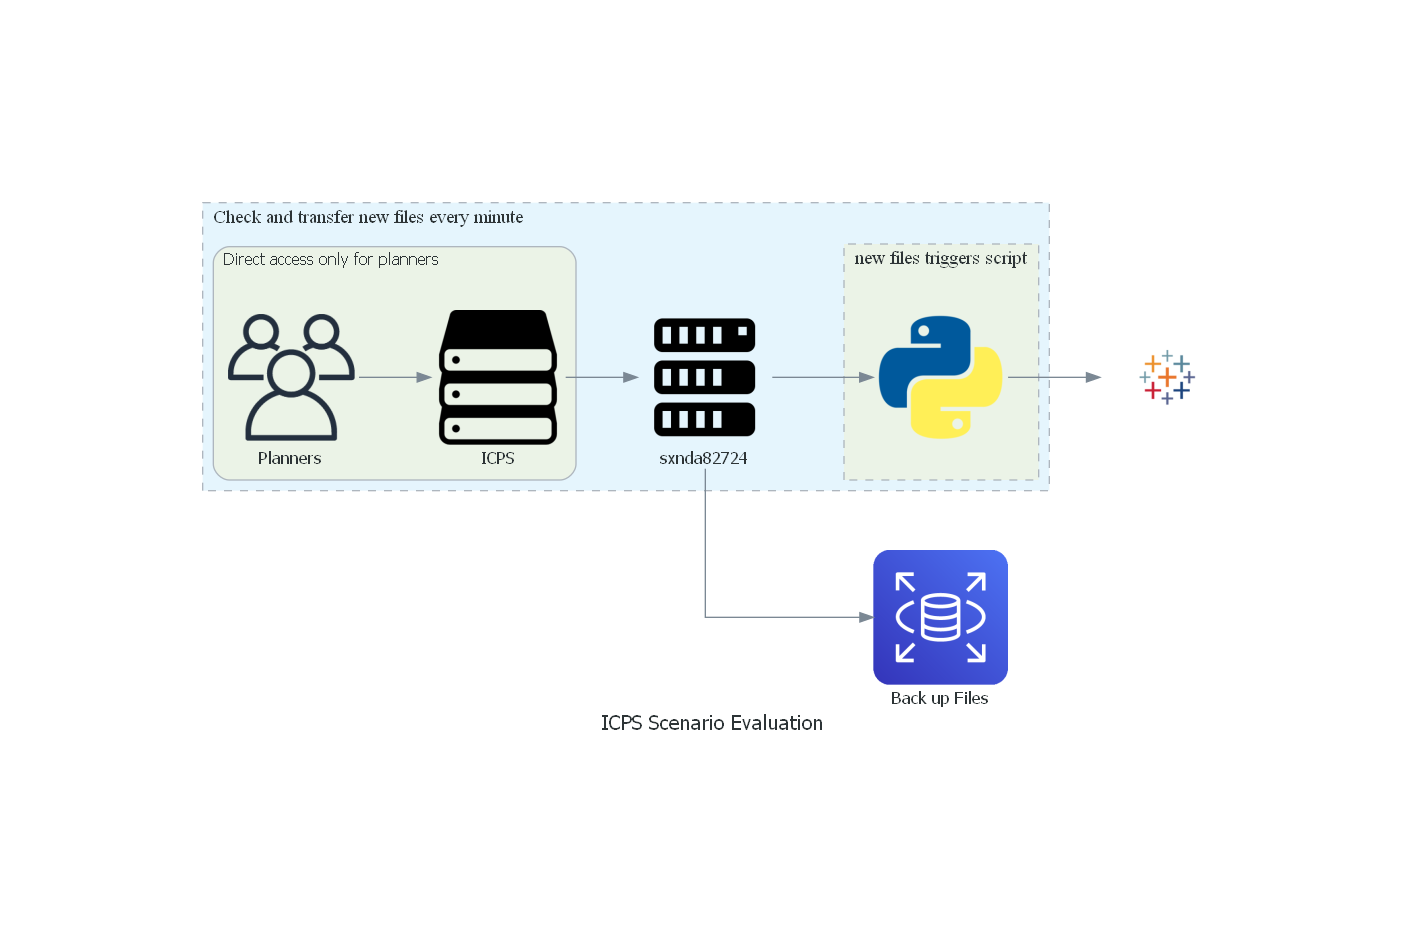 Check and transfer new files every minute
Direct access only for planners
new files triggers script
Planners
ICPS
sxnda82724
Back up Files
ICPS Scenario Evaluation